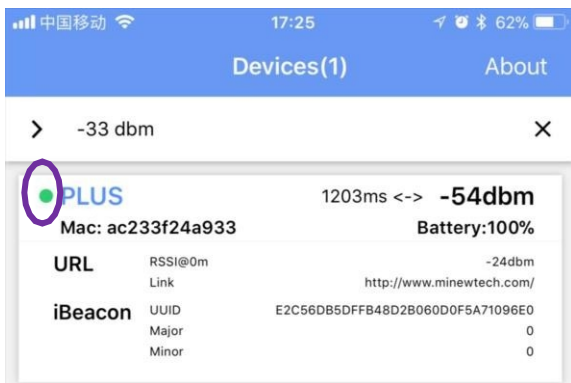 中国移动 17:25 62%
Devices(1) About
-33 dbm
PLUS 1203ms <-> -54dbm
Mac: ac233f24a933 Battery:100%
URL RSSI@0m -24dbm
Link http://www.minewtech.com/
iBeacon UUID E2C56DB5DFFB48D2B060D0F5A71096E0
Major 0
Minor 0